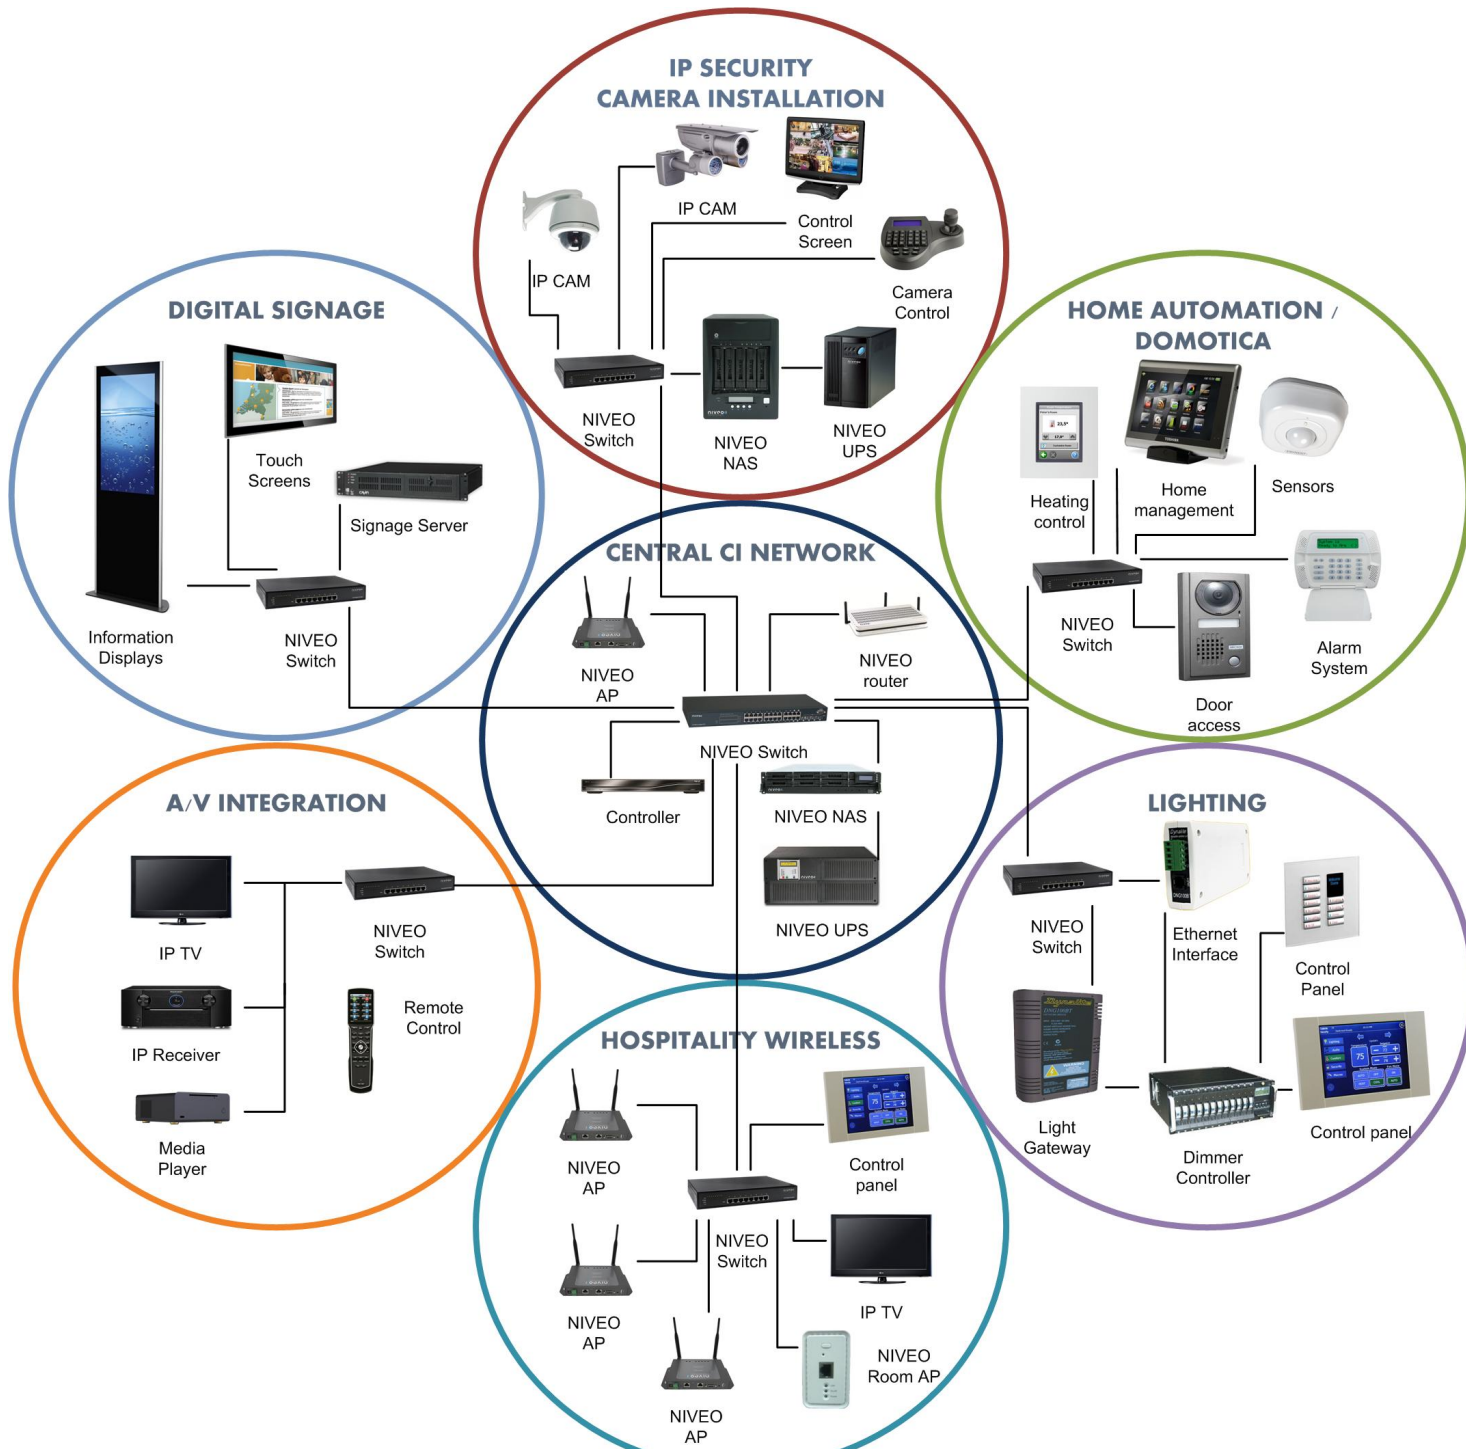 IP SECURITY
CAMERA INSTALLATION
IP CAM
Control
Screen
IP CAM
Camera
Control
NIVEO
Switch
NIVEO
NAS
NIVEO
UPS
DIGITAL SIGNAGE
Touch
Screens
Signage Server
Information
Displays
NIVEO
Switch
HOME AUTOMATION /
DOMOTICA
Heating
control
Home
management
Sensors
NIVEO
Switch
Alarm
System
Door
access
CENTRAL CI NETWORK
NIVEO
AP
NIVEO
router
NIVEO Switch
Controller
NIVEO NAS
NIVEO UPS
A/V INTEGRATION
IP TV
NIVEO
Switch
IP Receiver
Remote
Control
Media
Player
LIGHTING
NIVEO
Switch
Ethernet
Interface
Control
Panel
Light
Gateway
Dimmer
Controller
Control panel
HOSPITALITY WIRELESS
NIVEO
AP
Control
panel
NIVEO
Switch
NIVEO
AP
IP TV
NIVEO
Room AP
NIVEO
AP